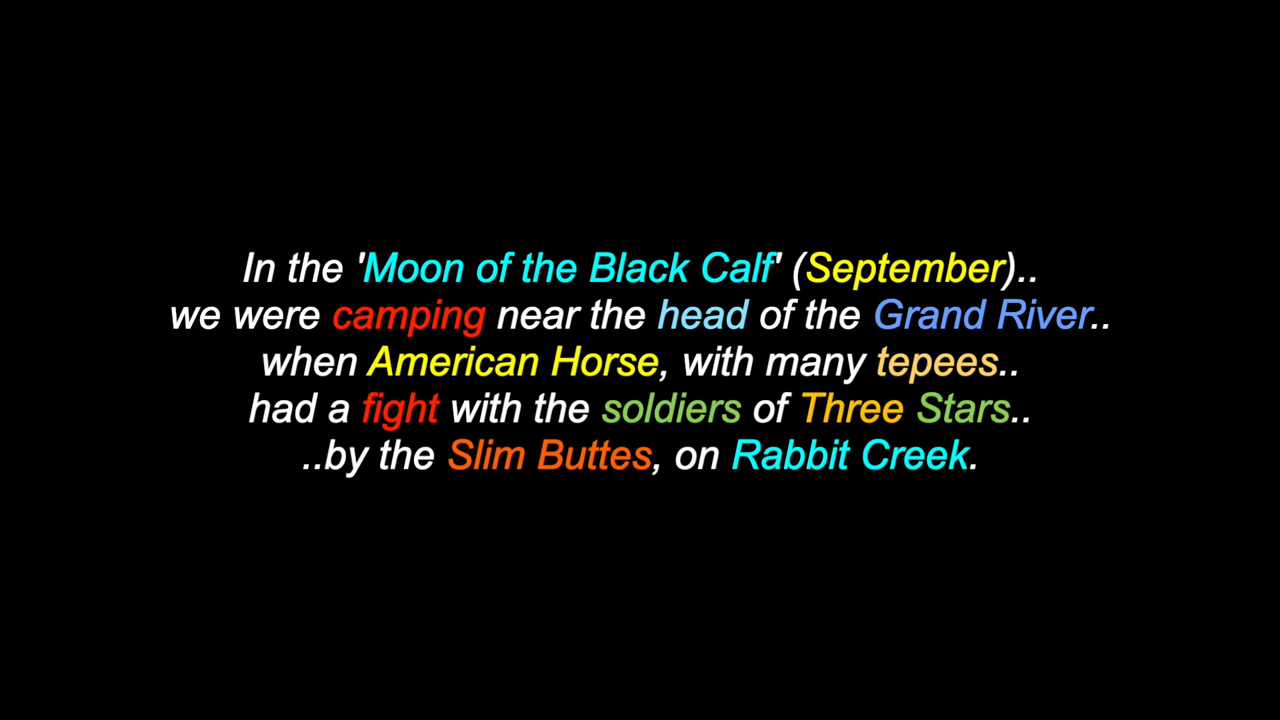 In the 'Moon of the Black Calf' (September)..
we were camping near the head of the Grand River..
when American Horse, with many tepees..
had a fight with the soldiers of Three Stars..
..by the Slim Buttes, on Rabbit Creek.